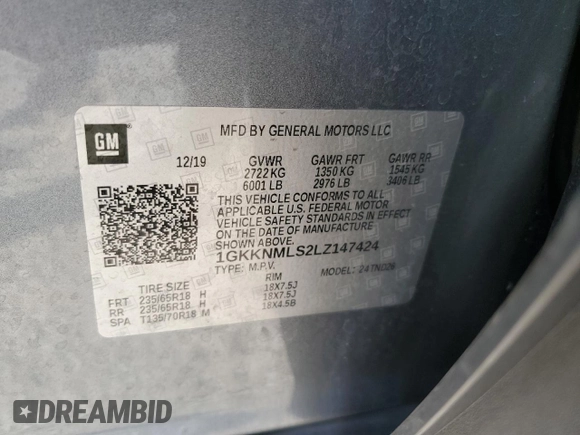 GM
MFD BY GENERAL MOTORS LLC
12/19 GVWR GAWR FRT GAWR RR
2722 KG 1350 KG 1545 KG
6001 LB 2976 LB 3406 LB
THIS VEHICLE CONFORMS TO ALL
APPLICABLE U.S. FEDERAL MOTOR
VEHICLE SAFETY STANDARDS IN EFFECT
ON THE DATE OF MANUFACTURE SHOWN ABOVE.
1GKKNMLS2LZ147424
TYPE: M.P.V. MODEL: 24TND26
TIRE SIZE RIM
FRT 235/65R18 H 18X7.5J
RR 235/65R18 H 18X7.5J
SPA T135/70R18 M 18X4.5B
DREAMBID